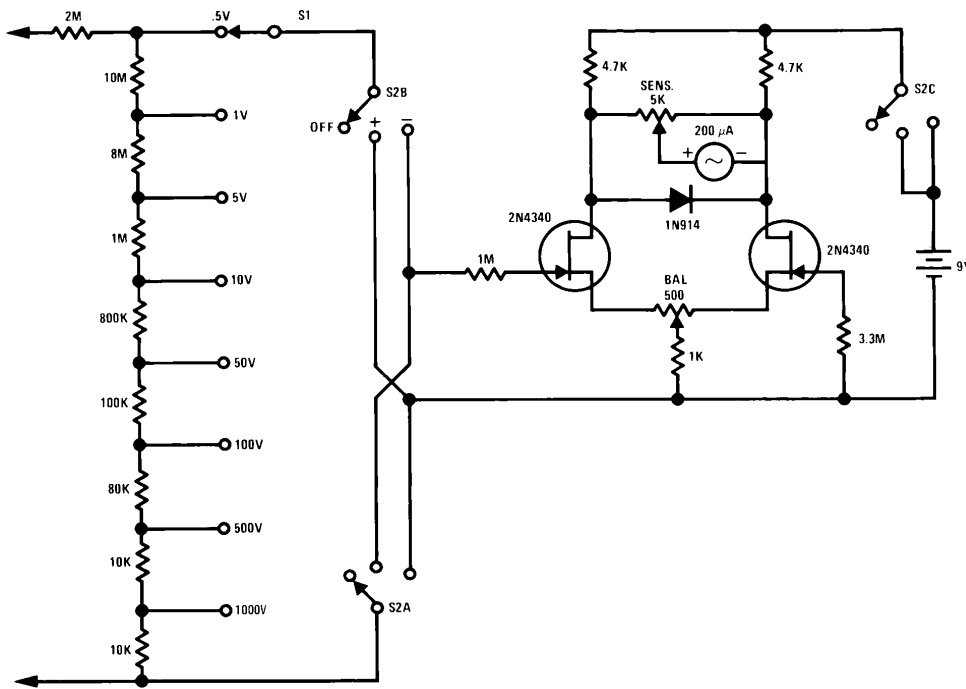 2M
.5V
S1
10M
1V
8M
5V
1M
10V
800K
50V
100K
100V
80K
500V
10K
1000V
10K
S2B
OFF
+
−
S2A
4.7K
4.7K
SENS.
5K
200 μA
+
−
1N914
2N4340
2N4340
1M
BAL
500
1K
3.3M
S2C
9V